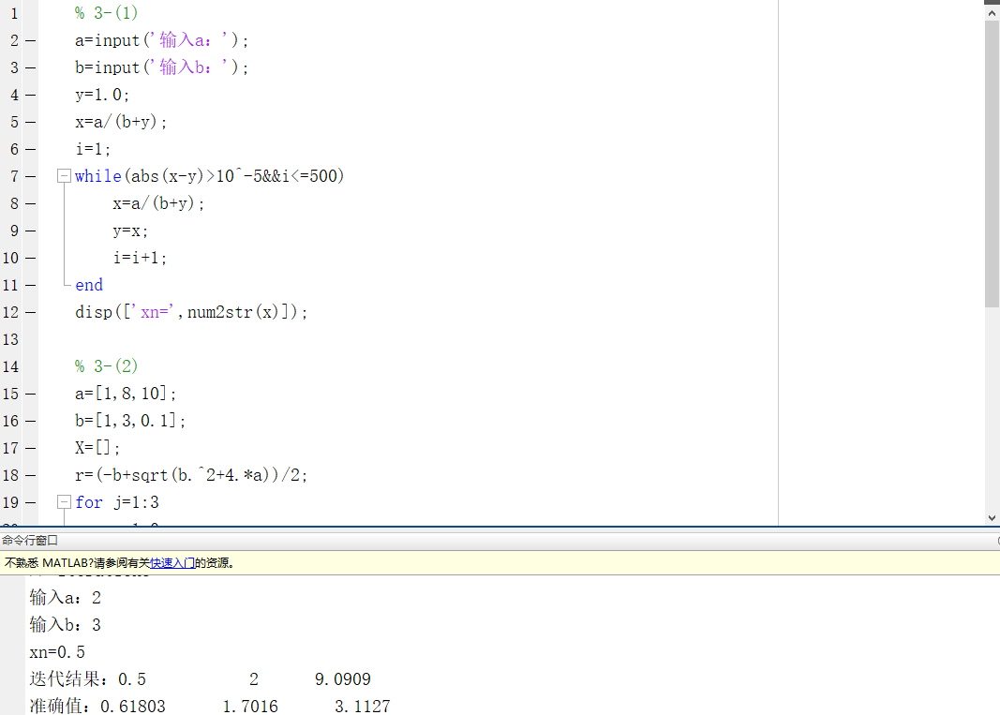 1 % 3-(1)
2 — a=input('输入a：');
3 — b=input('输入b：');
4 — y=1.0;
5 — x=a/(b+y);
6 — i=1;
7 — while(abs(x-y)>10^-5&&i<=500)
8 — x=a/(b+y);
9 — y=x;
10 — i=i+1;
11 — end
12 — disp(['xn=',num2str(x)]);
13
14 % 3-(2)
15 — a=[1,8,10];
16 — b=[1,3,0.1];
17 — X=[];
18 — r=(-b+sqrt(b.^2+4.*a))/2;
19 — for j=1:3
命令行窗口
不熟悉 MATLAB?请参阅有关快速入门的资源。
输入a：2
输入b：3
xn=0.5
迭代结果：0.5 2 9.0909
准确值：0.61803 1.7016 3.1127